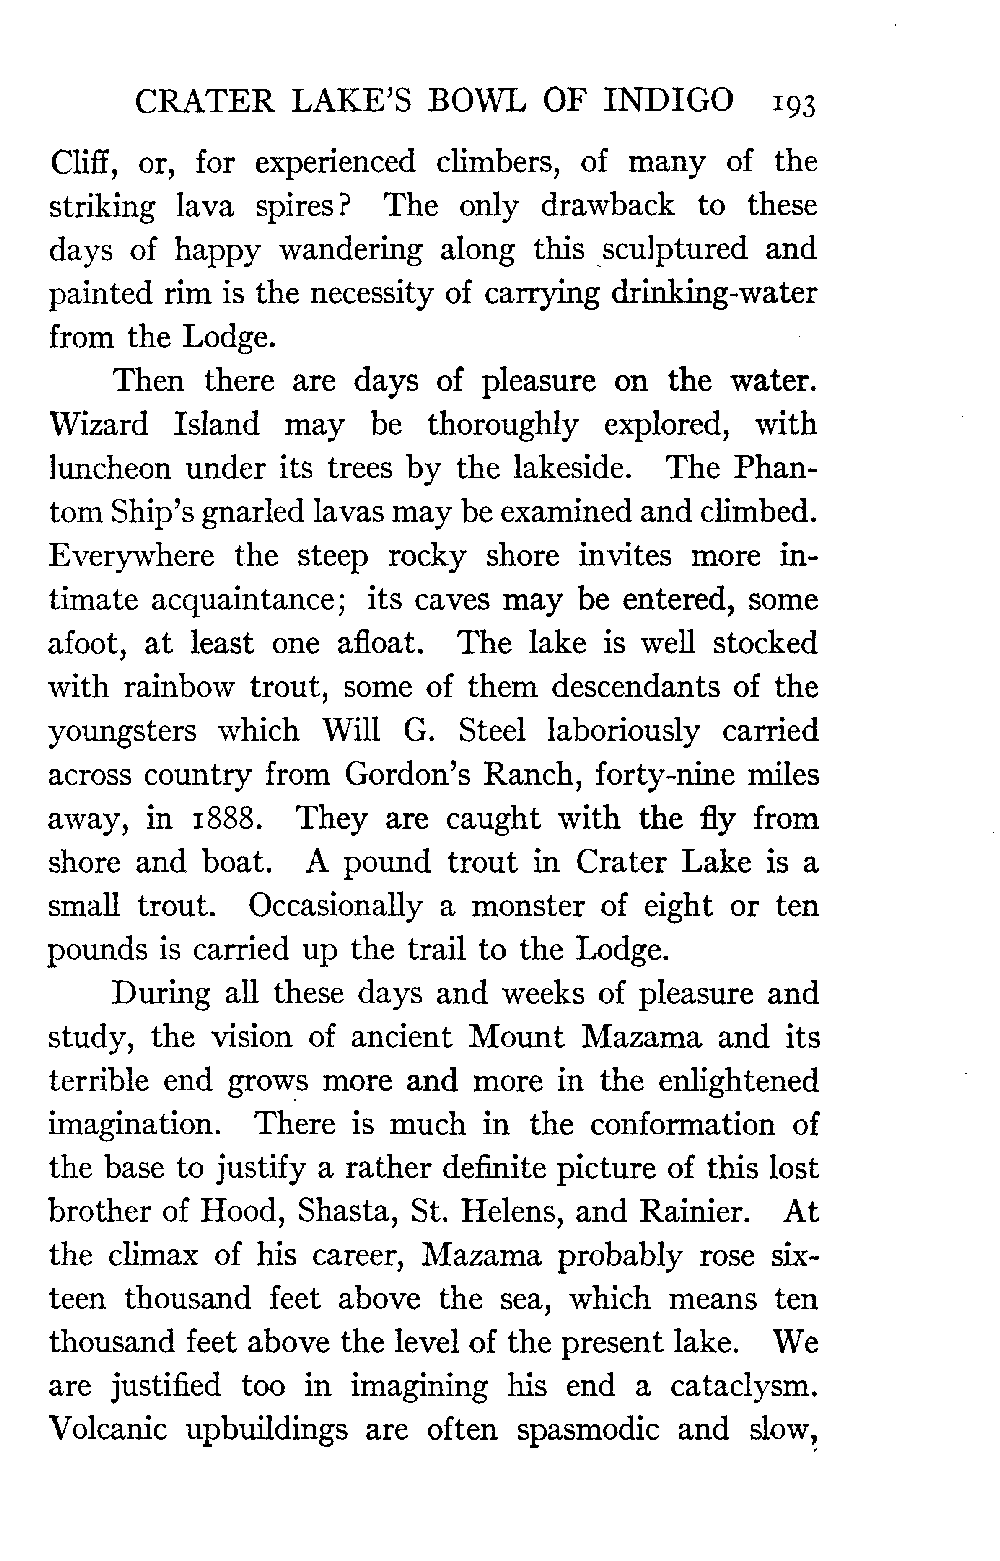 CRATER LAKE'S BOWL OF INDIGO 193
Cliff, or, for experienced climbers, of many of the
striking lava spires? The only drawback to these
days of happy wandering along this sculptured and
painted rim is the necessity of carrying drinking-water
from the Lodge.
Then there are days of pleasure on the water.
Wizard Island may be thoroughly explored, with
luncheon under its trees by the lakeside. The Phan-
tom Ship's gnarled lavas may be examined and climbed.
Everywhere the steep rocky shore invites more in-
timate acquaintance; its caves may be entered, some
afoot, at least one afloat. The lake is well stocked
with rainbow trout, some of them descendants of the
youngsters which Will G. Steel laboriously carried
across country from Gordon's Ranch, forty-nine miles
away, in 1888. They are caught with the fly from
shore and boat. A pound trout in Crater Lake is a
small trout. Occasionally a monster of eight or ten
pounds is carried up the trail to the Lodge.
During all these days and weeks of pleasure and
study, the vision of ancient Mount Mazama and its
terrible end grows more and more in the enlightened
imagination. There is much in the conformation of
the base to justify a rather definite picture of this lost
brother of Hood, Shasta, St. Helens, and Rainier. At
the climax of his career, Mazama probably rose six-
teen thousand feet above the sea, which means ten
thousand feet above the level of the present lake. We
are justified too in imagining his end a cataclysm.
Volcanic upbuildings are often spasmodic and slow,